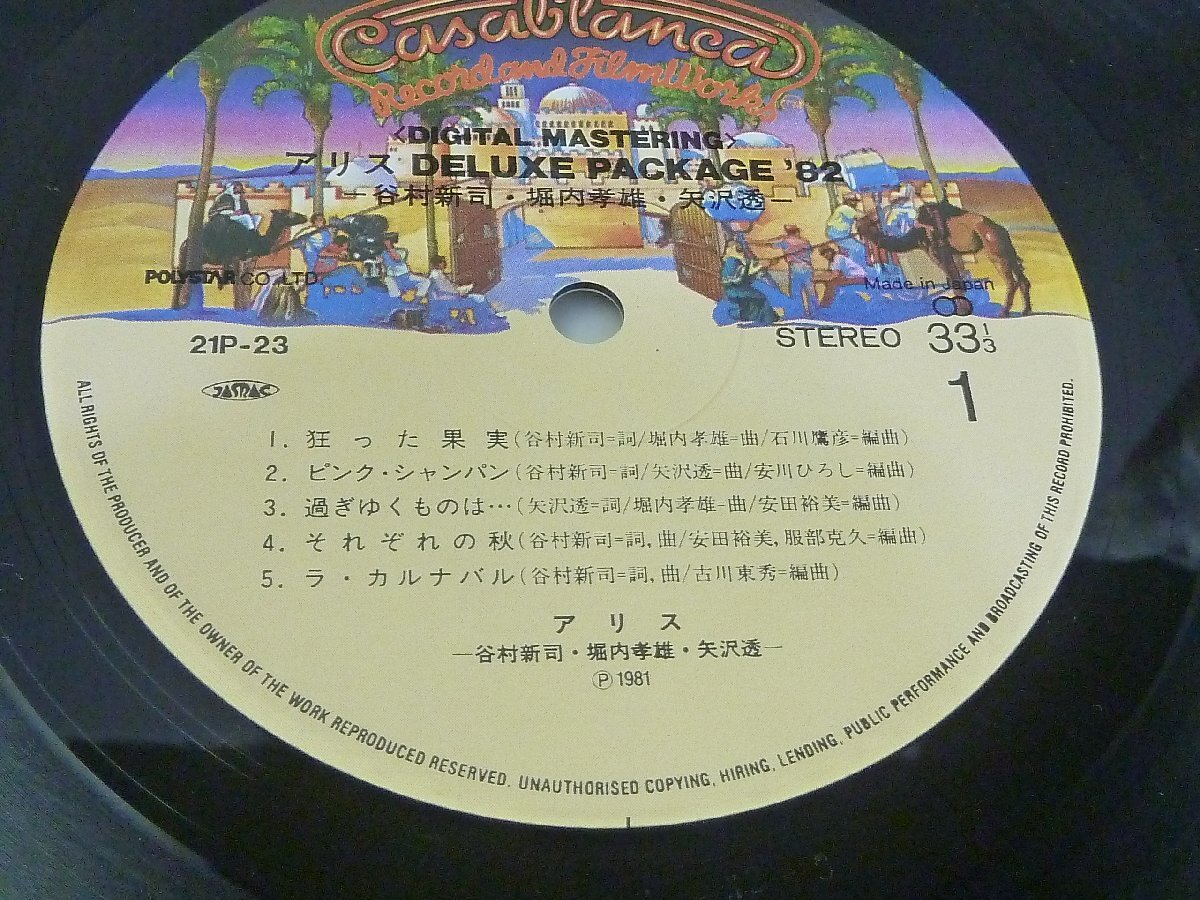 Casablanca
Record and FilmWorks
<DIGITAL MASTERING>
アリス DELUXE PACKAGE '82
—谷村新司・堀内孝雄・矢沢透—
POLYSTAR CO., LTD.
Made in Japan
21P-23
STEREO 33 1/3
JASRAC
1
1. 狂った果実(谷村新司=詞/堀内孝雄=曲/石川鷹彦=編曲)
2. ピンク・シャンパン(谷村新司=詞/矢沢透=曲/安川ひろし=編曲)
3. 過ぎゆくものは…(矢沢透=詞/堀内孝雄=曲/安田裕美=編曲)
4. それぞれの秋(谷村新司=詞,曲/安田裕美,服部克久=編曲)
5. ラ・カルナバル(谷村新司=詞,曲/古川東秀=編曲)
アリス
—谷村新司・堀内孝雄・矢沢透—
Ⓟ1981
ALL RIGHTS OF THE PRODUCER AND OF THE OWNER OF THE WORK REPRODUCED RESERVED. UNAUTHORISED COPYING, HIRING, LENDING, PUBLIC PERFORMANCE AND BROADCASTING OF THIS RECORD PROHIBITED.